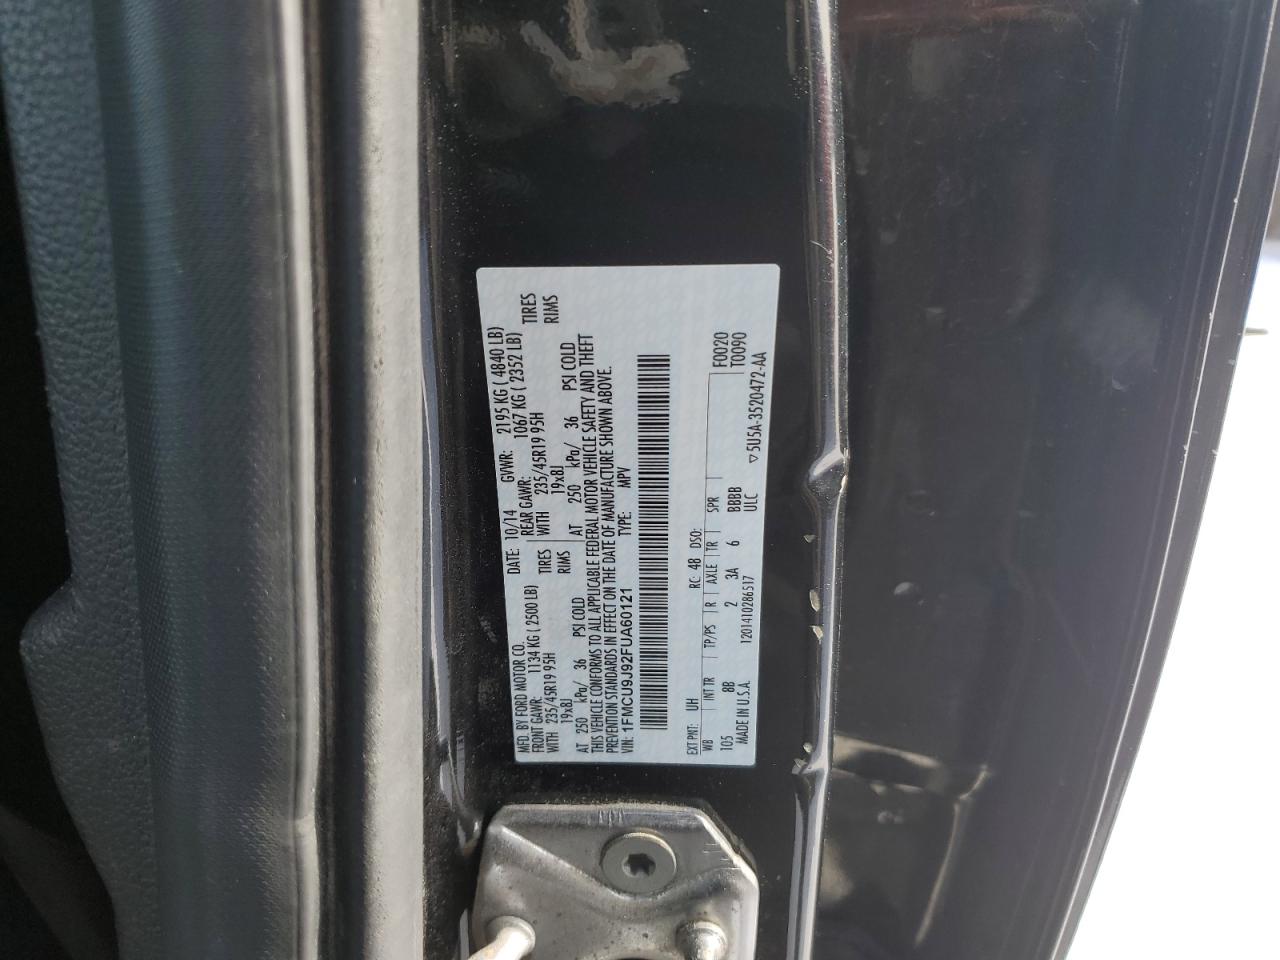 MFD. BY FORD MOTOR CO.
DATE: 10/14 GVWR: 2195 KG ( 4840 LB)
FRONT GAWR: 1134 KG ( 2500 LB) REAR GAWR: 1067 KG ( 2352 LB)
WITH 235/45R19 95H TIRES WITH 235/45R19 95H TIRES
19x8J RIMS 19x8J RIMS
AT 250 kPa/ 36 PSI COLD AT 250 kPa/ 36 PSI COLD
THIS VEHICLE CONFORMS TO ALL APPLICABLE FEDERAL MOTOR VEHICLE SAFETY AND THEFT
PREVENTION STANDARDS IN EFFECT ON THE DATE OF MANUFACTURE SHOWN ABOVE.
VIN: 1FMCU9J92FUA60121 TYPE: MPV
EXT PNT: UH RC: 48 DSO: F0020
WB INT TR TP/PS R AXLE TR SPR T0090
105 8B 2 3A 6 BBBB
MADE IN U.S.A. 1201410286517 ULC ▽5U5A-3520472-AA